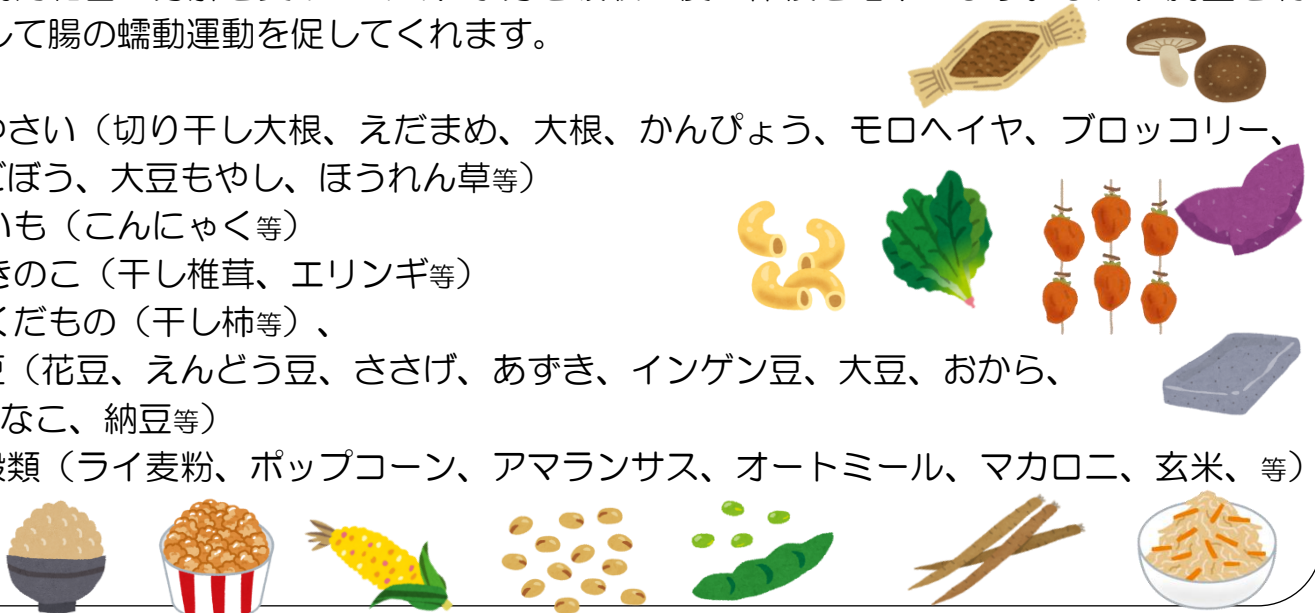 して腸の蠕動運動を促してくれます。
さい（切り干し大根、えだまめ、大根、かんぴょう、モロヘイヤ、ブロッコリー、
ぼう、大豆もやし、ほうれん草等）
いも（こんにゃく等）
きのこ（干し椎茸、エリンギ等）
くだもの（干し柿等）、
豆（花豆、えんどう豆、ささげ、あずき、インゲン豆、大豆、おから、
なこ、納豆等）
穀類（ライ麦粉、ポップコーン、アマランサス、オートミール、マカロニ、玄米、等）